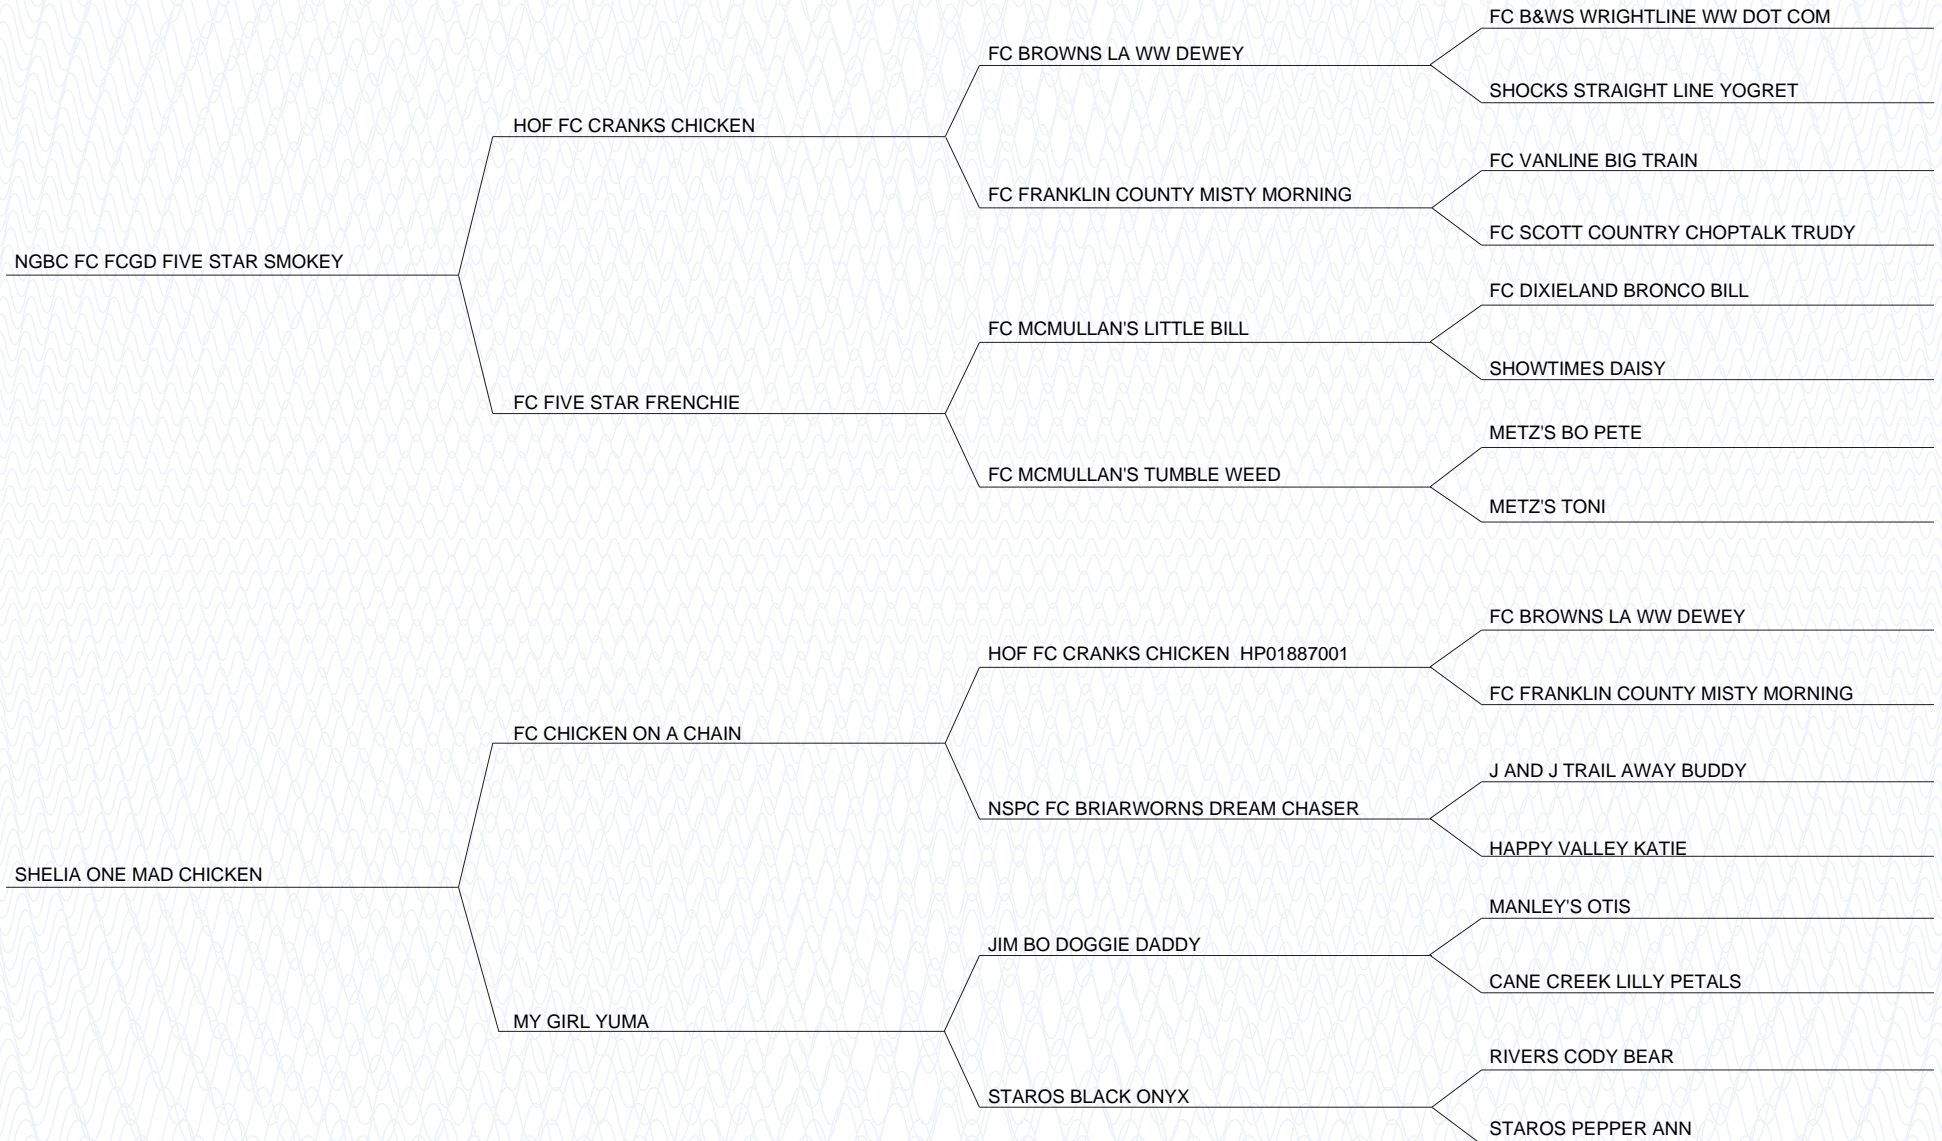 FC B&WS WRIGHTLINE WW DOT COM
FC BROWNS LA WW DEWEY
SHOCKS STRAIGHT LINE YOGRET
HOF FC CRANKS CHICKEN
FC VANLINE BIG TRAIN
FC FRANKLIN COUNTY MISTY MORNING
FC SCOTT COUNTRY CHOPTALK TRUDY
NGBC FC FCGD FIVE STAR SMOKEY
FC DIXIELAND BRONCO BILL
FC MCMULLAN'S LITTLE BILL
SHOWTIMES DAISY
FC FIVE STAR FRENCHIE
METZ'S BO PETE
FC MCMULLAN'S TUMBLE WEED
METZ'S TONI
FC BROWNS LA WW DEWEY
HOF FC CRANKS CHICKEN  HP01887001
FC FRANKLIN COUNTY MISTY MORNING
FC CHICKEN ON A CHAIN
J AND J TRAIL AWAY BUDDY
NSPC FC BRIARWORNS DREAM CHASER
HAPPY VALLEY KATIE
SHELIA ONE MAD CHICKEN
MANLEY'S OTIS
JIM BO DOGGIE DADDY
CANE CREEK LILLY PETALS
MY GIRL YUMA
RIVERS CODY BEAR
STAROS BLACK ONYX
STAROS PEPPER ANN